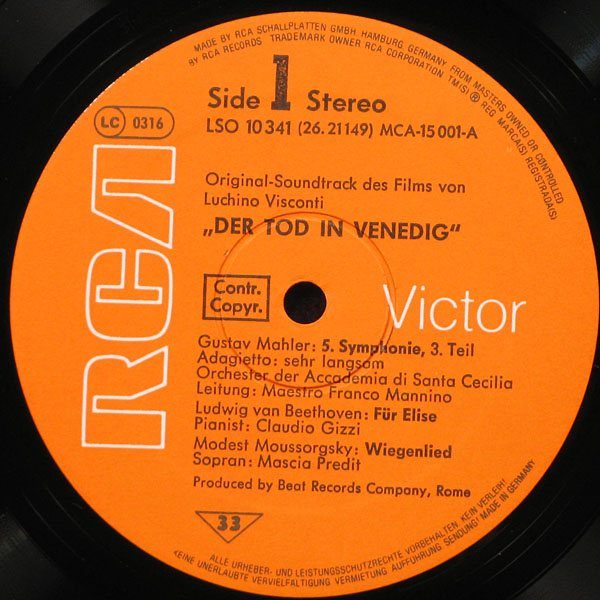 MADE BY RCA SCHALLPLATTEN GMBH, HAMBURG GERMANY, FROM MASTERS OWNED OR CONTROLLED
BY RCA RECORDS TRADEMARK OWNER RCA CORPORATION TM(S) ® REG MARCA(S) REGISTRADA(S)
Side 1 Stereo
LC 0316
LSO 10 341 (26.21149) MCA-15 001-A
Original-Soundtrack des Films von
Luchino Visconti
„DER TOD IN VENEDIG“
RCA
Contr.
Copyr.
Victor
Gustav Mahler: 5. Symphonie, 3. Teil
Adagietto: sehr langsam
Orchester der Accademia di Santa Cecilia
Leitung: Maestro Franco Mannino
Ludwig van Beethoven: Für Elise
Pianist: Claudio Gizzi
Modest Moussorgsky: Wiegenlied
Sopran: Mascia Predit
Produced by Beat Records Company, Rome
33
ALLE URHEBER- UND LEISTUNGSSCHUTZRECHTE VORBEHALTEN. KEIN VERLEIH!
KEINE UNERLAUBTE VERVIELFÄLTIGUNG, VERMIETUNG, AUFFÜHRUNG, SENDUNG! MADE IN GERMANY